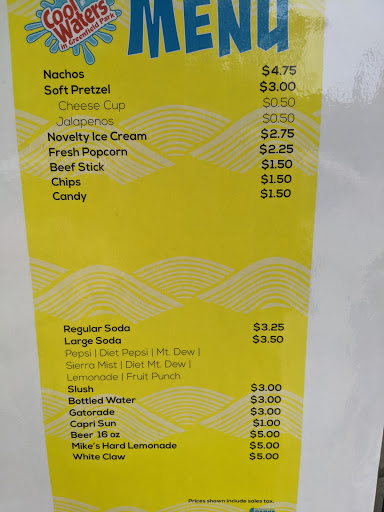 Cool
Waters
in Greenfield Park
MENU
Nachos $4.75
Soft Pretzel $3.00
Cheese Cup $0.50
Jalapenos $0.50
Novelty Ice Cream $2.75
Fresh Popcorn $2.25
Beef Stick $1.50
Chips $1.50
Candy $1.50
Regular Soda $3.25
Large Soda $3.50
Pepsi | Diet Pepsi | Mt. Dew |
Sierra Mist | Diet Mt. Dew |
Lemonade | Fruit Punch
Slush $3.00
Bottled Water $3.00
Gatorade $3.00
Capri Sun $1.00
Beer 16 oz $5.00
Mike's Hard Lemonade $5.00
White Claw $5.00
Prices shown include sales tax.